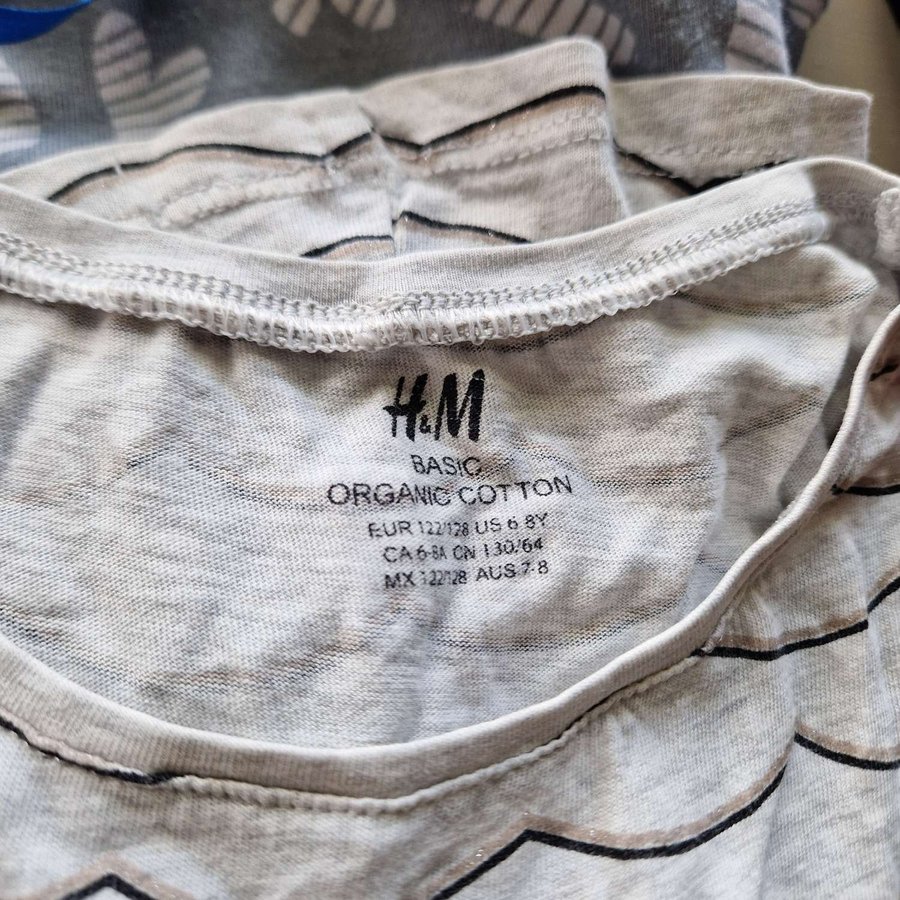 H&M
BASIC
ORGANIC COTTON
EUR 122/128 US 6-8Y
CA 6-8A CN 130/64
MX 122/128 AUS 7-8